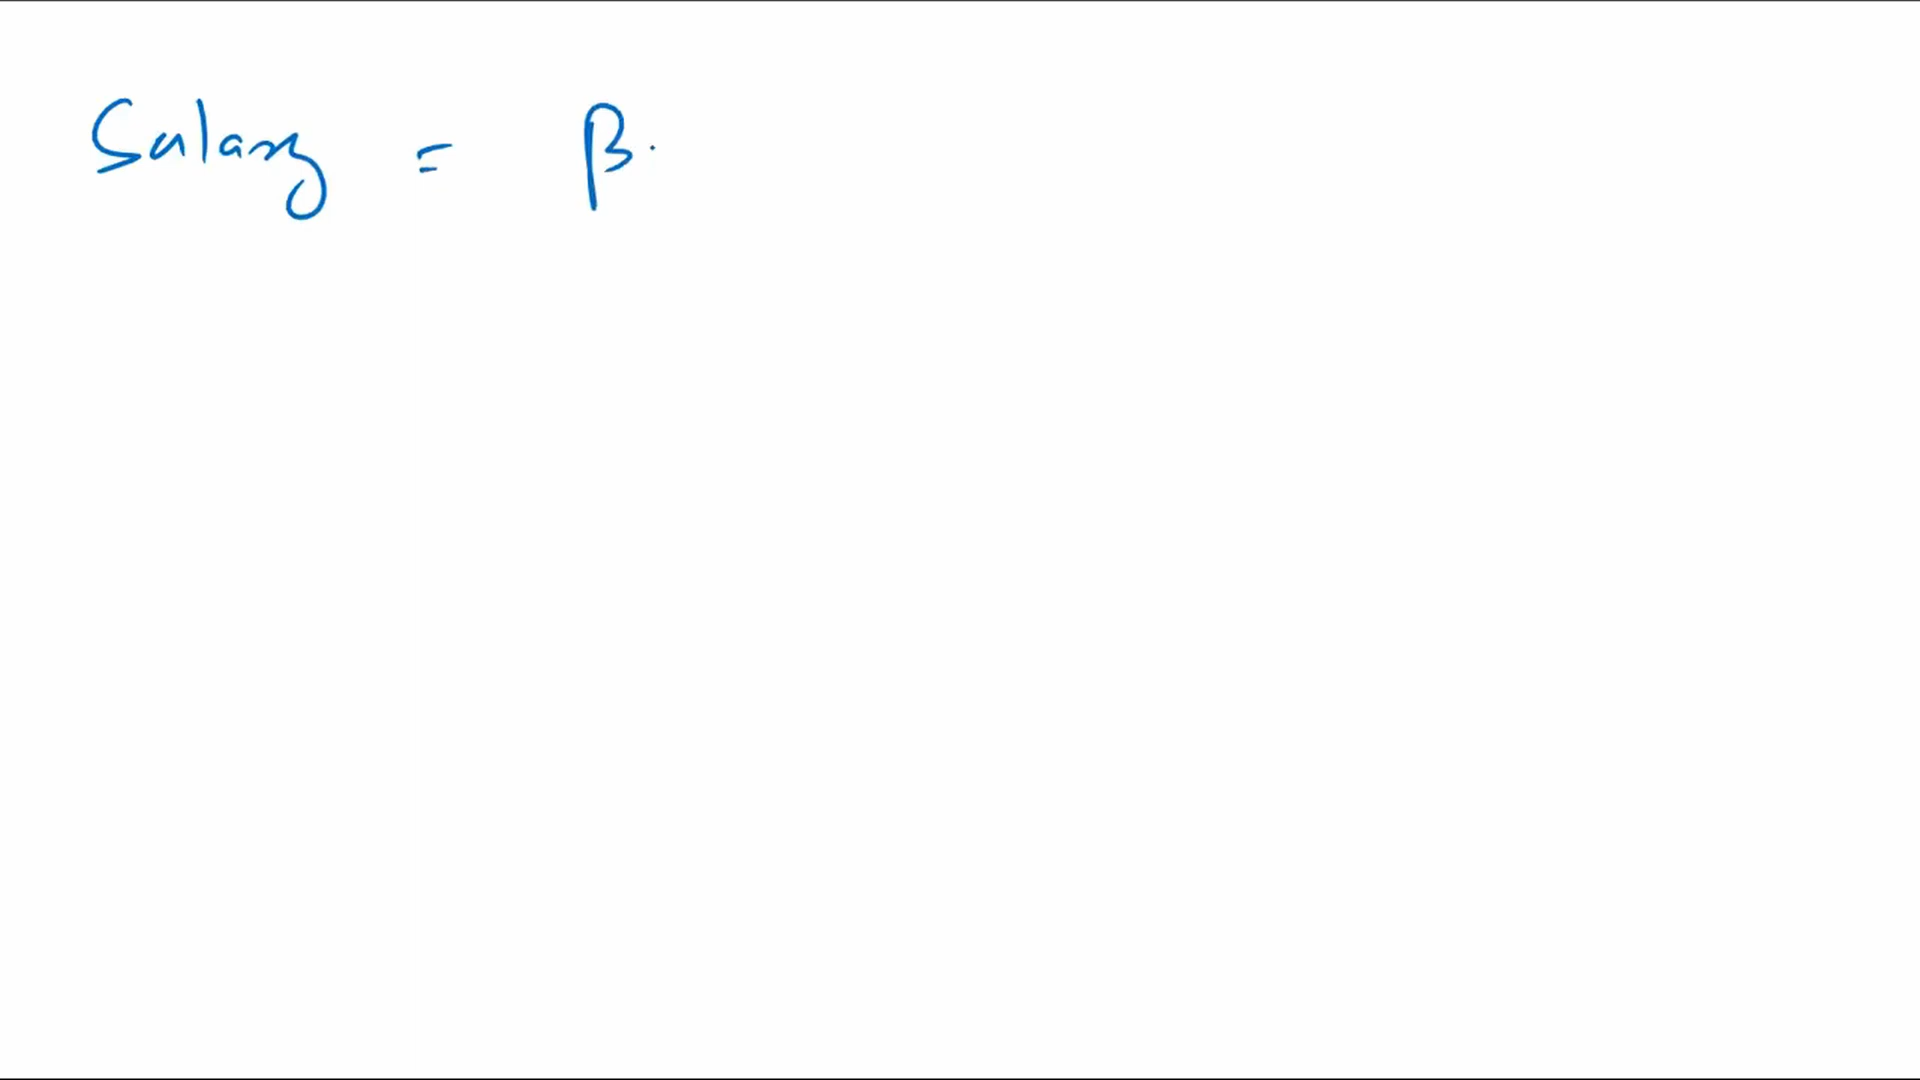 Salary = β.